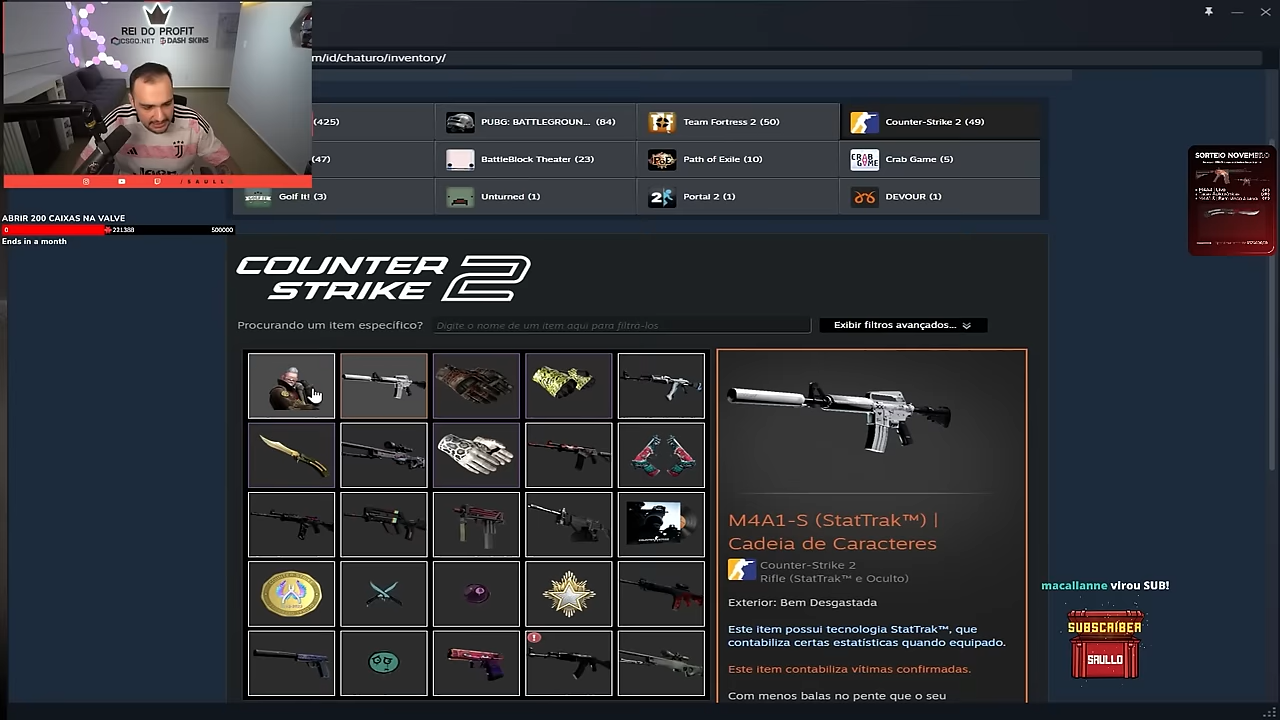 REI DO PROFIT
CSGO.NET DASH SKINS
/SAULL
m/id/chaturo/inventory/
(425)
PUBG: BATTLEGROUN... (84)
Team Fortress 2 (50)
Counter-Strike 2 (49)
(47)
BattleBlock Theater (23)
Path of Exile (10)
Crab Game (5)
Golf It! (3)
Unturned (1)
Portal 2 (1)
DEVOUR (1)
SORTEIO NOVEMBRO
ABRIR 200 CAIXAS NA VALVE
0 221388 500000
Ends in a month
COUNTER
STRIKE 2
Procurando um item específico?
Digite o nome de um item aqui para filtrá-los
Exibir filtros avançados...
M4A1-S (StatTrak™) |
Cadeia de Caracteres
Counter-Strike 2
Rifle (StatTrak™ e Oculto)
Exterior: Bem Desgastada
Este item possui tecnologia StatTrak™, que
contabiliza certas estatísticas quando equipado.
Este item contabiliza vítimas confirmadas.
Com menos balas no pente que o seu
macallanne virou SUB!
SUBSCRIBER
SAULLO